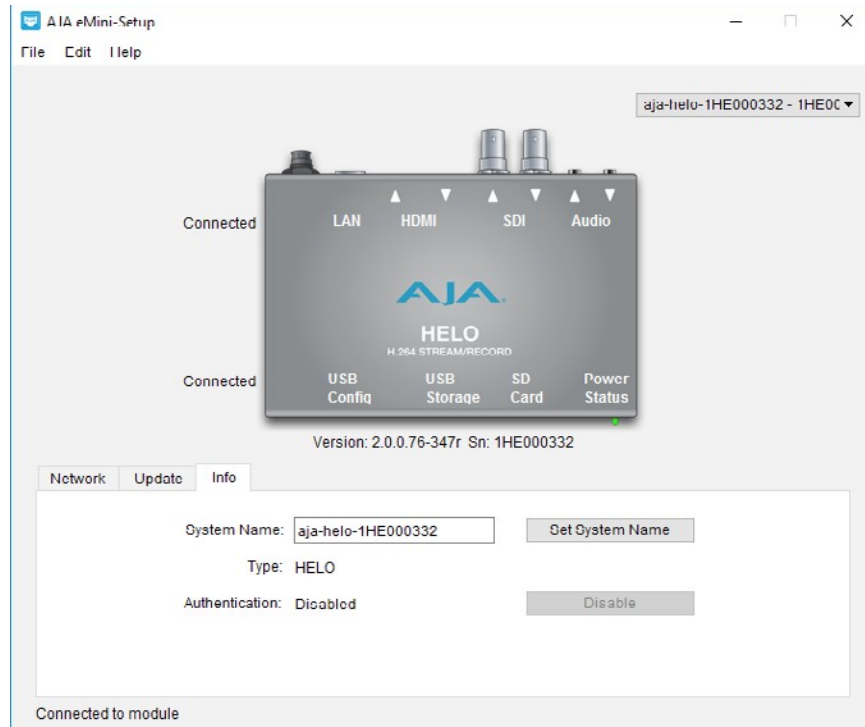 AJA eMini-Setup
File Edit Help
aja-helo-1HE000332 - 1HE0
Connected
LAN HDMI SDI Audio
AJA
HELO
H.264 STREAM/RECORD
Connected
USB Config
USB Storage
SD Card
Power Status
Version: 2.0.0.76-347r Sn: 1HE000332
Network Update Info
System Name: aja-helo-1HE000332 Set System Name
Type: HELO
Authentication: Disabled Disable
Connected to module